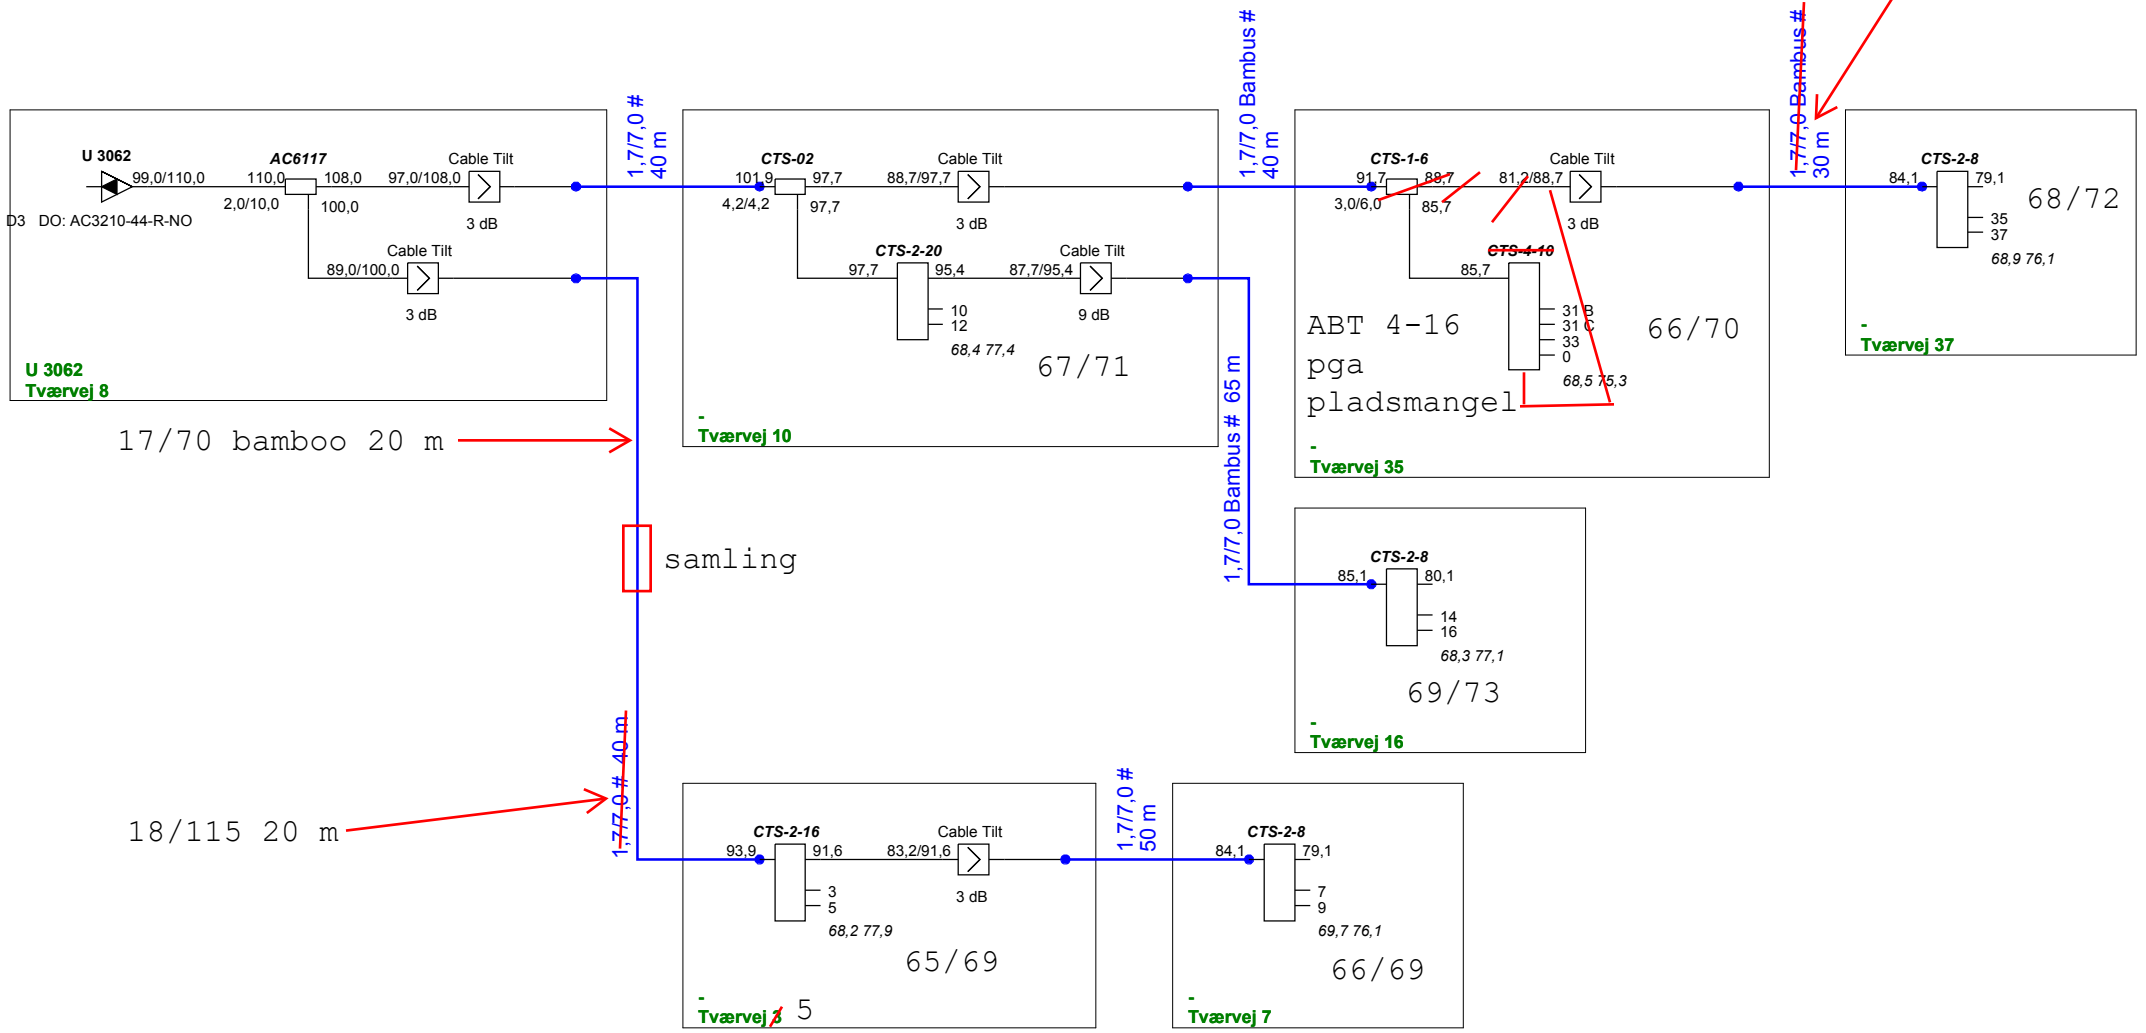 1,7/7,0 #
40 m
1,7/7,0 Bambus #
40 m
1,7/7,0 Bambus #
30 m
U 3062
99,0/110,0
D3 DO: AC3210-44-R-NO
AC6117
110,0
108,0
2,0/10,0
100,0
97,0/108,0
Cable Tilt
3 dB
89,0/100,0
Cable Tilt
3 dB
U 3062
Tværvej 8
CTS-02
101,9
97,7
4,2/4,2
97,7
88,7/97,7
Cable Tilt
3 dB
CTS-2-20
97,7
95,4
10
12
68,4 77,4
87,7/95,4
Cable Tilt
9 dB
67/71
-
Tværvej 10
CTS-1-6
91,7
88,7
3,0/6,0
85,7
81,2/88,7
Cable Tilt
3 dB
CTS-4-10
85,7
31 B
31 C
33
0
68,5 75,3
ABT 4-16
pga
pladsmangel
66/70
-
Tværvej 35
CTS-2-8
84,1
79,1
35
37
68,9 76,1
68/72
-
Tværvej 37
17/70 bamboo 20 m
samling
1,7/7,0 Bambus # 65 m
CTS-2-8
85,1
80,1
14
16
68,3 77,1
69/73
-
Tværvej 16
1,7/7,0 # 40 m
18/115 20 m
CTS-2-16
93,9
91,6
3
5
68,2 77,9
83,2/91,6
Cable Tilt
3 dB
65/69
-
Tværvej 3 5
1,7/7,0 #
50 m
CTS-2-8
84,1
79,1
7
9
69,7 76,1
66/69
-
Tværvej 7